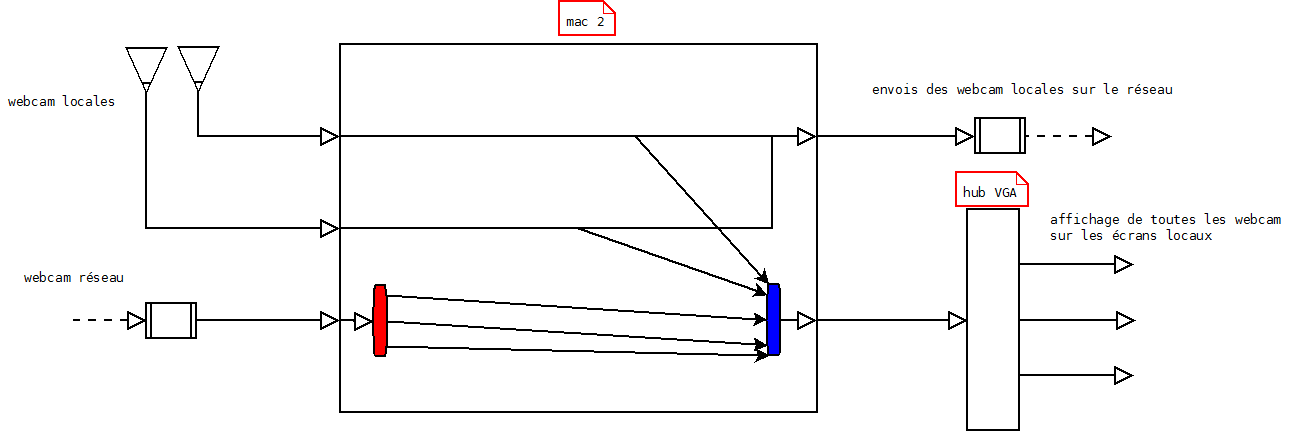 mac 2
webcam locales
envois des webcam locales sur le réseau
hub VGA
affichage de toutes les webcam
sur les écrans locaux
webcam réseau